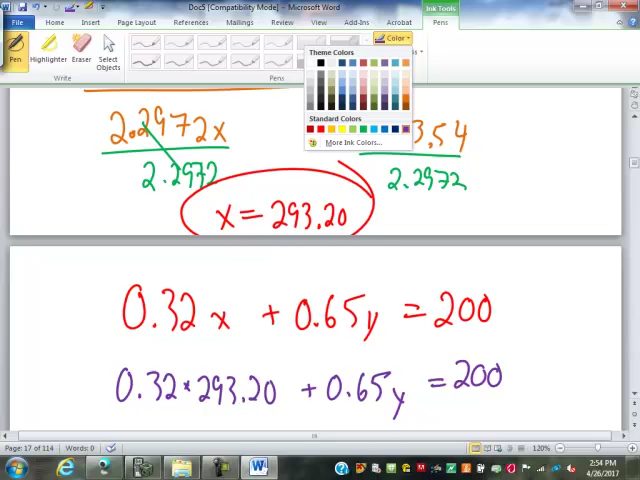 Doc5 [Compatibility Mode] - Microsoft Word
Ink Tools
File Home Insert Page Layout References Mailings Review View Add-Ins Acrobat Pens
Pen Highlighter Eraser Select Objects Color
Write Pens
Theme Colors
Standard Colors
More Ink Colors...
2.2972x 3.54
2.2972 2.2972
x = 293.20
0.32x + 0.65y = 200
0.32*293.20 + 0.65y = 200
Page: 17 of 114 Words: 0 120%
2:54 PM
4/26/2017